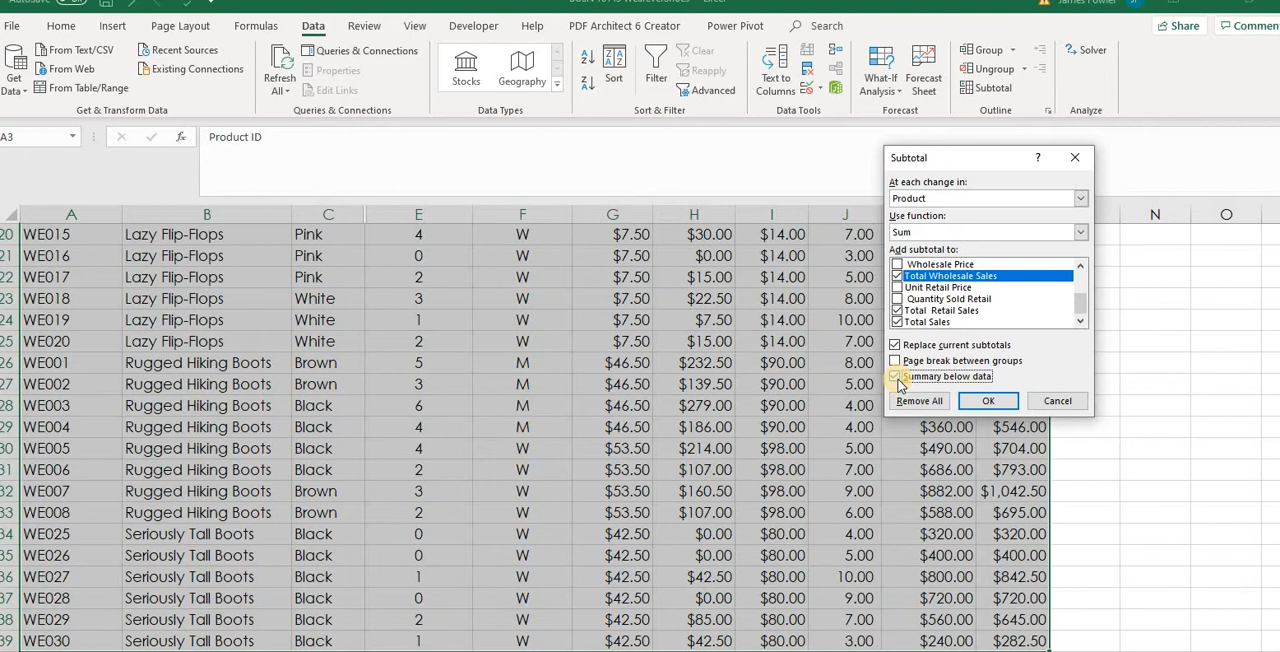 File Home Insert Page Layout Formulas Data Review View Developer Help PDF Architect 6 Creator Power Pivot Search Share
From Text/CSV Recent Sources Queries & Connections Clear Group Solver
From Web Existing Connections Properties Reapply Ungroup
From Table/Range Edit Links Advanced Subtotal
Get Data Refresh All Stocks Geography Sort Filter Text to Columns What-If Analysis Forecast Sheet
Get & Transform Data Queries & Connections Data Types Sort & Filter Data Tools Forecast Outline Analyze
A3 fx Product ID
A B C E F G H I J N O
20 WE015 Lazy Flip-Flops Pink 4 W $7.50 $30.00 $14.00 7.00
21 WE016 Lazy Flip-Flops Pink 0 W $7.50 $0.00 $14.00 3.00
22 WE017 Lazy Flip-Flops Pink 2 W $7.50 $15.00 $14.00 5.00
23 WE018 Lazy Flip-Flops White 3 W $7.50 $22.50 $14.00 8.00
24 WE019 Lazy Flip-Flops White 1 W $7.50 $7.50 $14.00 10.00
25 WE020 Lazy Flip-Flops White 2 W $7.50 $15.00 $14.00 7.00
26 WE001 Rugged Hiking Boots Brown 5 M $46.50 $232.50 $90.00 8.00
27 WE002 Rugged Hiking Boots Brown 3 M $46.50 $139.50 $90.00 5.00
28 WE003 Rugged Hiking Boots Black 6 M $46.50 $279.00 $90.00 4.00
29 WE004 Rugged Hiking Boots Black 4 M $46.50 $186.00 $90.00 4.00 $360.00 $546.00
30 WE005 Rugged Hiking Boots Black 4 W $53.50 $214.00 $98.00 5.00 $490.00 $704.00
31 WE006 Rugged Hiking Boots Black 2 W $53.50 $107.00 $98.00 7.00 $686.00 $793.00
32 WE007 Rugged Hiking Boots Brown 3 W $53.50 $160.50 $98.00 9.00 $882.00 $1,042.50
33 WE008 Rugged Hiking Boots Brown 2 W $53.50 $107.00 $98.00 6.00 $588.00 $695.00
34 WE025 Seriously Tall Boots Black 0 W $42.50 $0.00 $80.00 4.00 $320.00 $320.00
35 WE026 Seriously Tall Boots Black 0 W $42.50 $0.00 $80.00 5.00 $400.00 $400.00
36 WE027 Seriously Tall Boots Black 1 W $42.50 $42.50 $80.00 10.00 $800.00 $842.50
37 WE028 Seriously Tall Boots Black 0 W $42.50 $0.00 $80.00 9.00 $720.00 $720.00
38 WE029 Seriously Tall Boots Black 2 W $42.50 $85.00 $80.00 7.00 $560.00 $645.00
39 WE030 Seriously Tall Boots Black 1 W $42.50 $42.50 $80.00 3.00 $240.00 $282.50
Subtotal ?
At each change in:
Product
Use function:
Sum
Add subtotal to:
Wholesale Price
Total Wholesale Sales
Unit Retail Price
Quantity Sold Retail
Total Retail Sales
Total Sales
Replace current subtotals
Page break between groups
Summary below data
Remove All OK Cancel